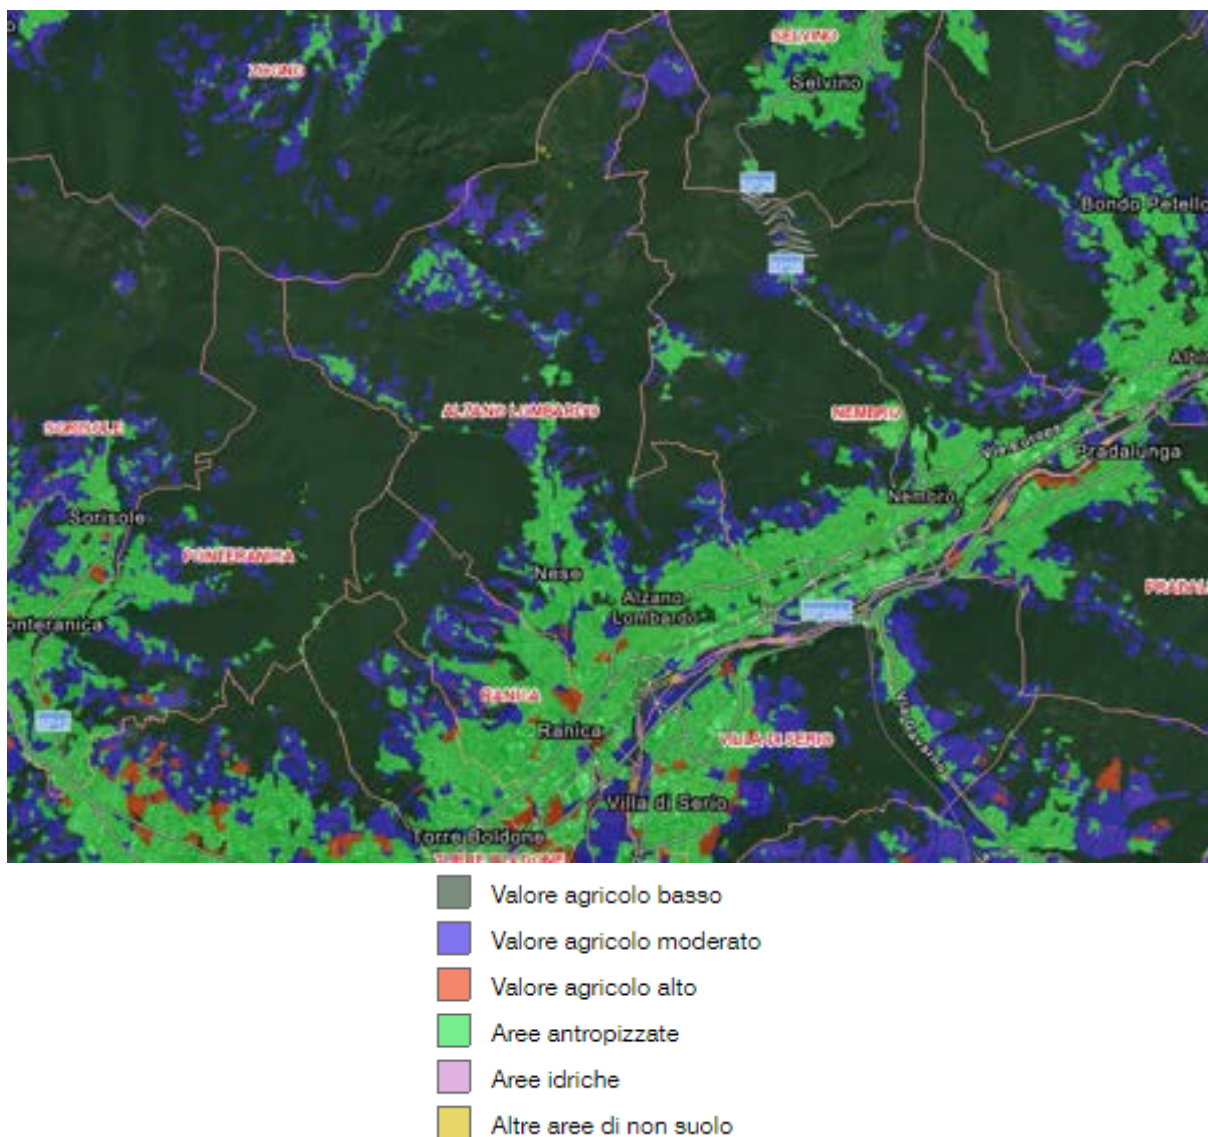 SELVINO
ZOGNO
Selvino
Bondo Petello
ALZANO LOMBARDO
NEMBRO
SORISOLE
Pradalunga
Nembro
Sorisole
PONTERANICA
Nese
Alzano
Lombardo
onteranica
RANICA
Ranica
VILLA DI SERIO
Villa di Serio
Torre Boldone
TORRE BOLDONE
Valore agricolo basso
Valore agricolo moderato
Valore agricolo alto
Aree antropizzate
Aree idriche
Altre aree di non suolo